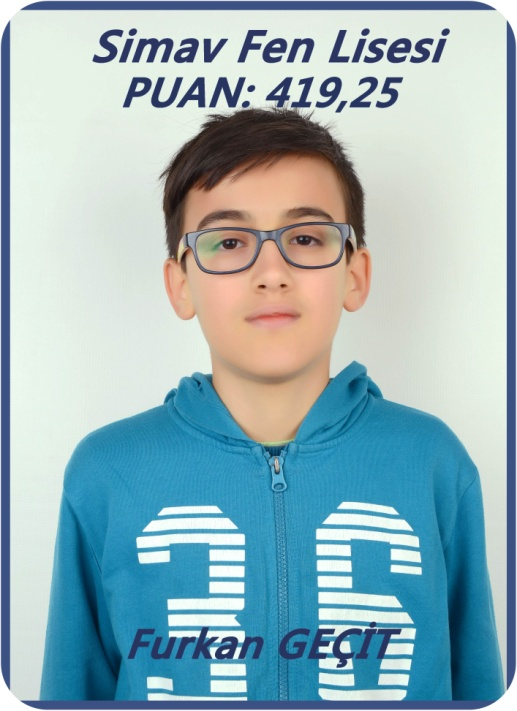 Simav Fen Lisesi
PUAN: 419,25
36
Furkan GEÇİT